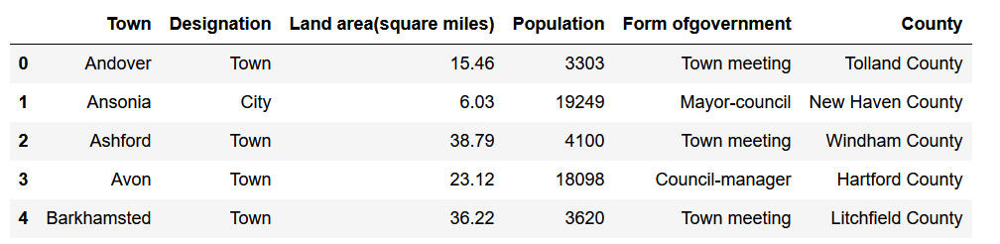 Town Designation Land area(square miles) Population Form ofgovernment County
0 Andover Town 15.46 3303 Town meeting Tolland County
1 Ansonia City 6.03 19249 Mayor-council New Haven County
2 Ashford Town 38.79 4100 Town meeting Windham County
3 Avon Town 23.12 18098 Council-manager Hartford County
4 Barkhamsted Town 36.22 3620 Town meeting Litchfield County